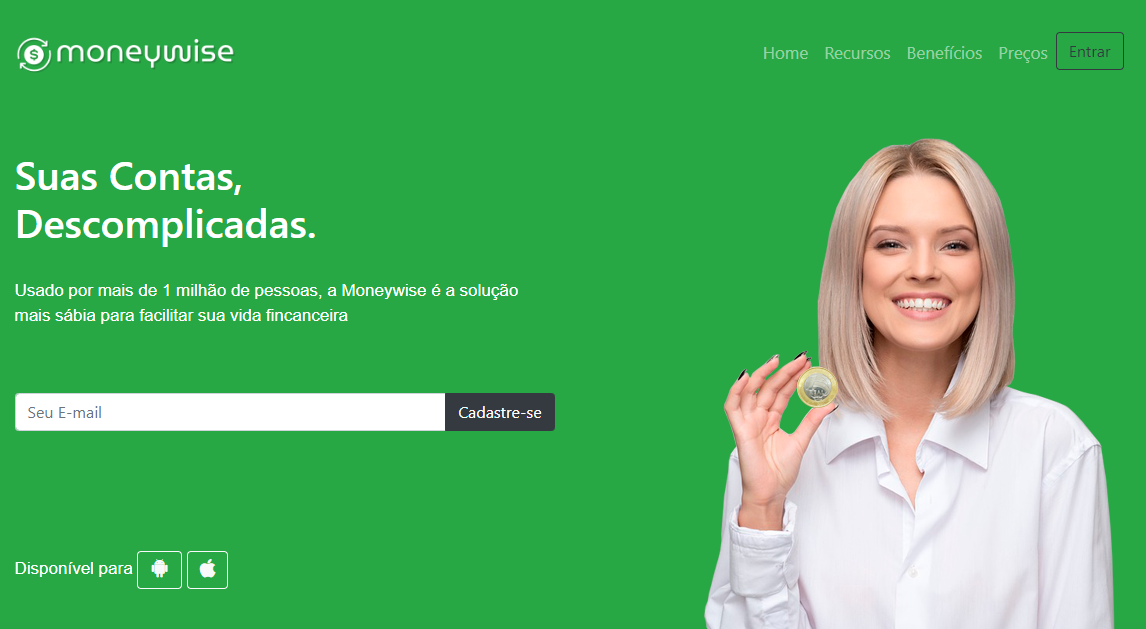 moneywise
Home Recursos Benefícios Preços Entrar
Suas Contas,
Descomplicadas.
Usado por mais de 1 milhão de pessoas, a Moneywise é a solução
mais sábia para facilitar sua vida fincanceira
Seu E-mail Cadastre-se
Disponível para